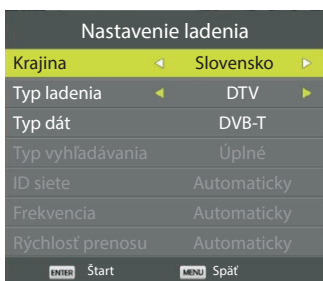 Nastavenie ladenia
Krajina Slovensko
Typ ladenia DTV
Typ dát DVB-T
Typ vyhľadávania Úplné
ID siete Automaticky
Frekvencia Automaticky
Rýchlosť prenosu Automaticky
ENTER Štart MENU Späť